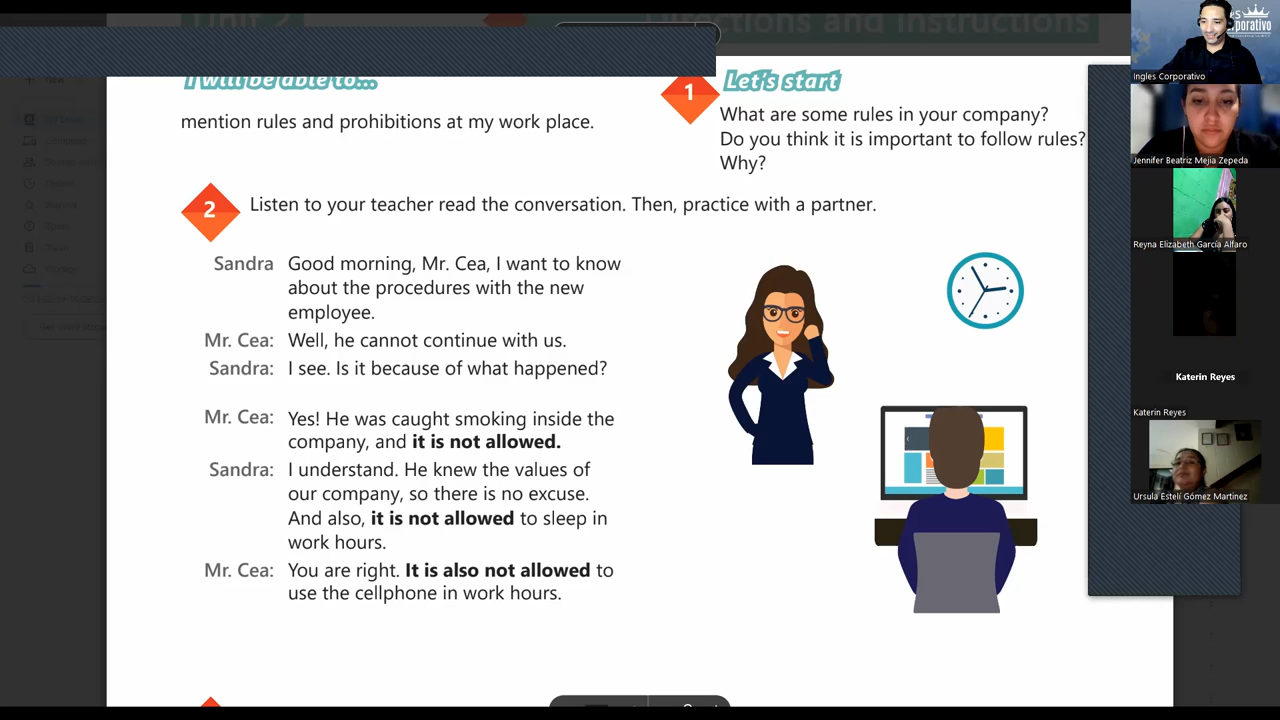 Unit 2
Directions and Instructions
I will be able to...
mention rules and prohibitions at my work place.
1
Let's start
What are some rules in your company?
Do you think it is important to follow rules?
Why?
2
Listen to your teacher read the conversation. Then, practice with a partner.
Sandra Good morning, Mr. Cea, I want to know
about the procedures with the new
employee.
Mr. Cea: Well, he cannot continue with us.
Sandra: I see. Is it because of what happened?
Mr. Cea: Yes! He was caught smoking inside the
company, and it is not allowed.
Sandra: I understand. He knew the values of
our company, so there is no excuse.
And also, it is not allowed to sleep in
work hours.
Mr. Cea: You are right. It is also not allowed to
use the cellphone in work hours.
Ingles Corporativo
Jennifer Beatriz Mejia Zepeda
Reyna Elizabeth García Alfaro
Katerin Reyes
Katerin Reyes
Ursula Estelí Gómez Martinez